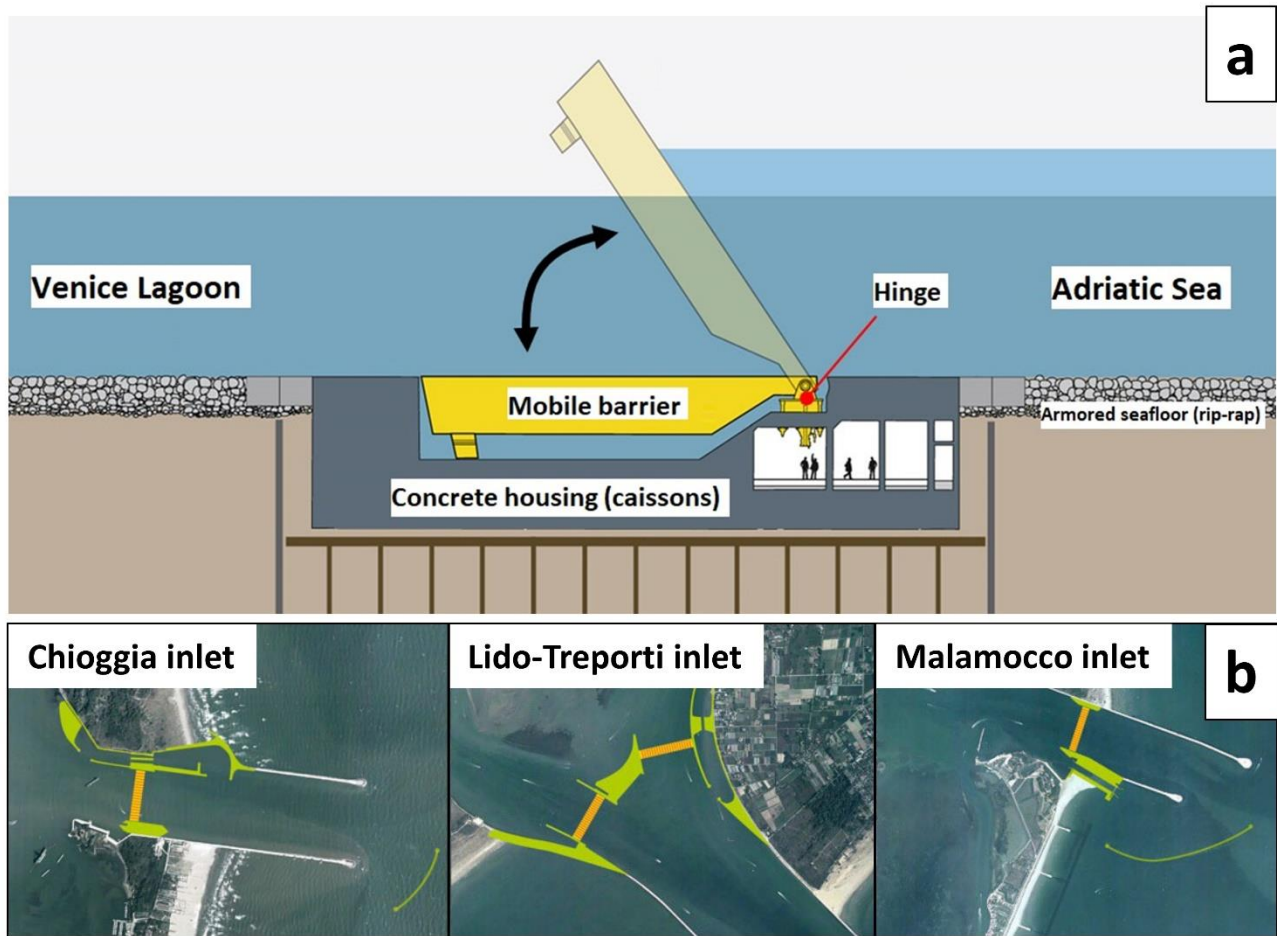 a
Venice Lagoon
Hinge
Adriatic Sea
Mobile barrier
Armored seafloor (rip-rap)
Concrete housing (caissons)
Chioggia inlet
Lido-Treporti inlet
Malamocco inlet
b